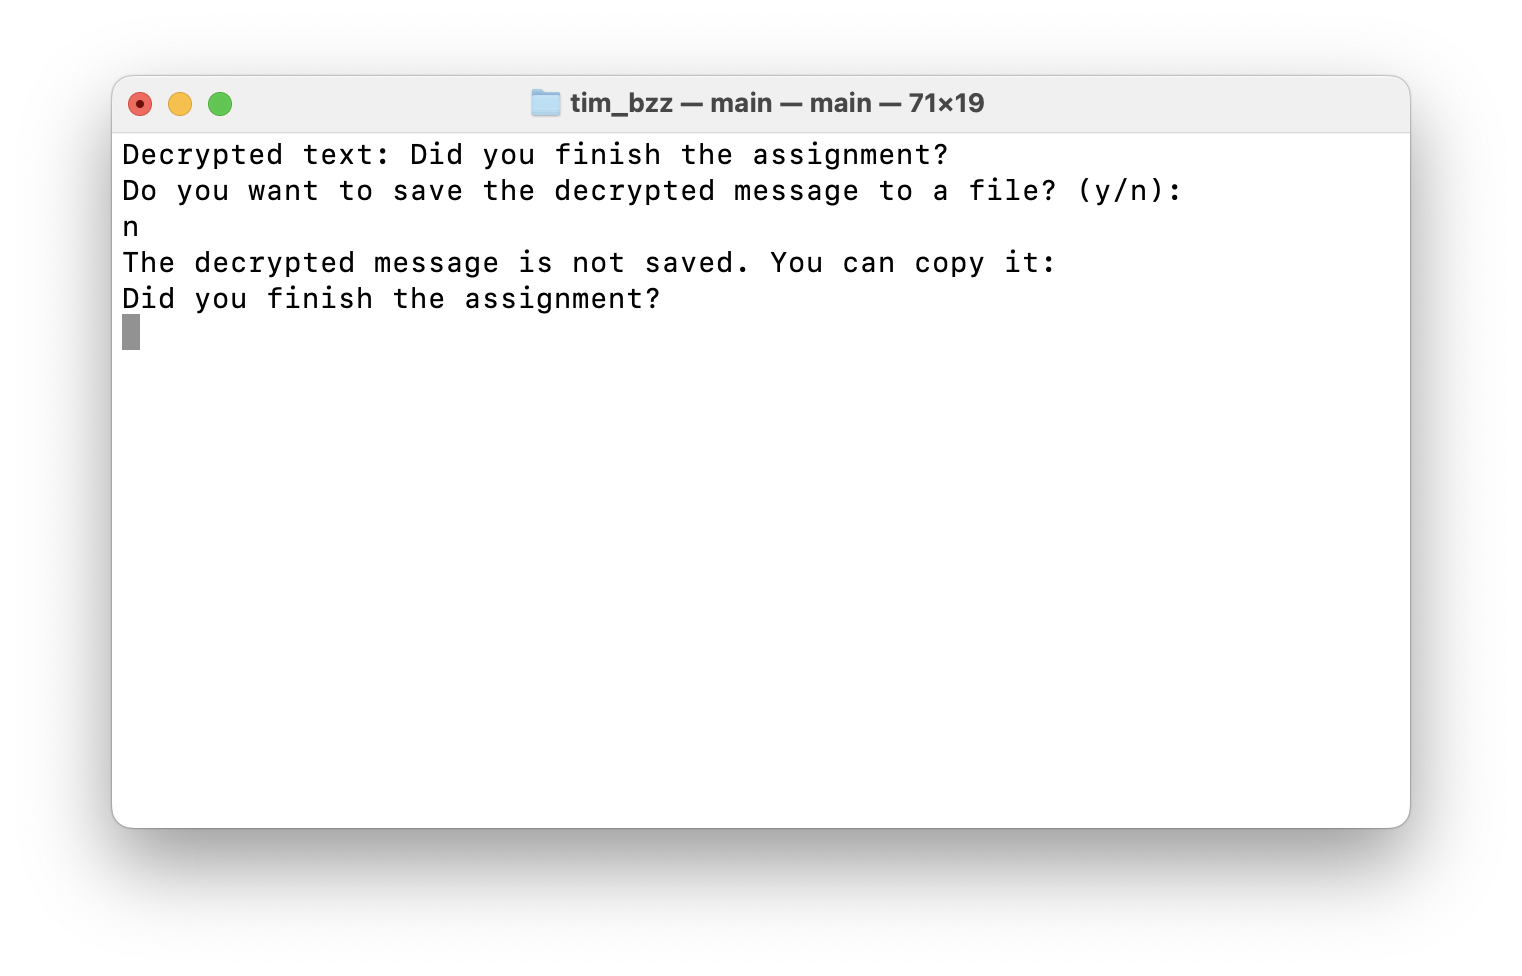 tim_bzz — main — main — 71×19
Decrypted text: Did you finish the assignment?
Do you want to save the decrypted message to a file? (y/n):
n
The decrypted message is not saved. You can copy it:
Did you finish the assignment?